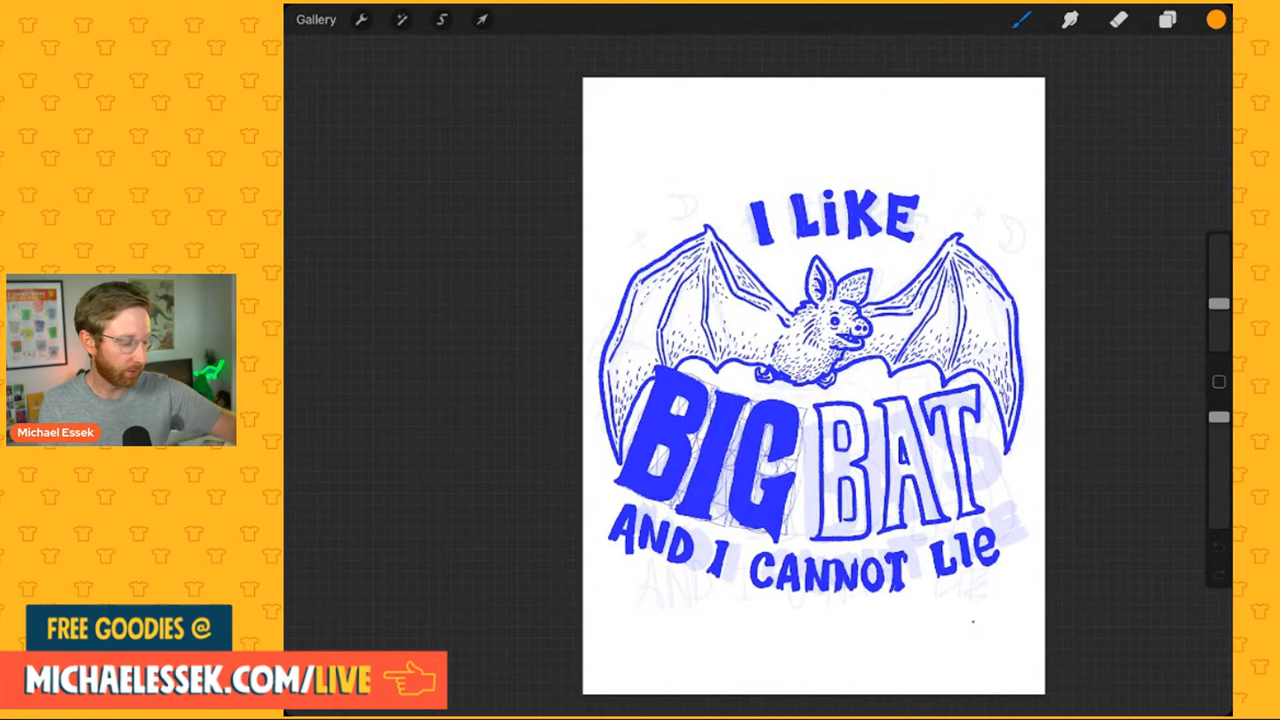 Gallery
I LiKE
BIG BAT
AND I CANNOT LIe
Michael Essek
FREE GOODIES @
MICHAELESSEK.COM/LIVE